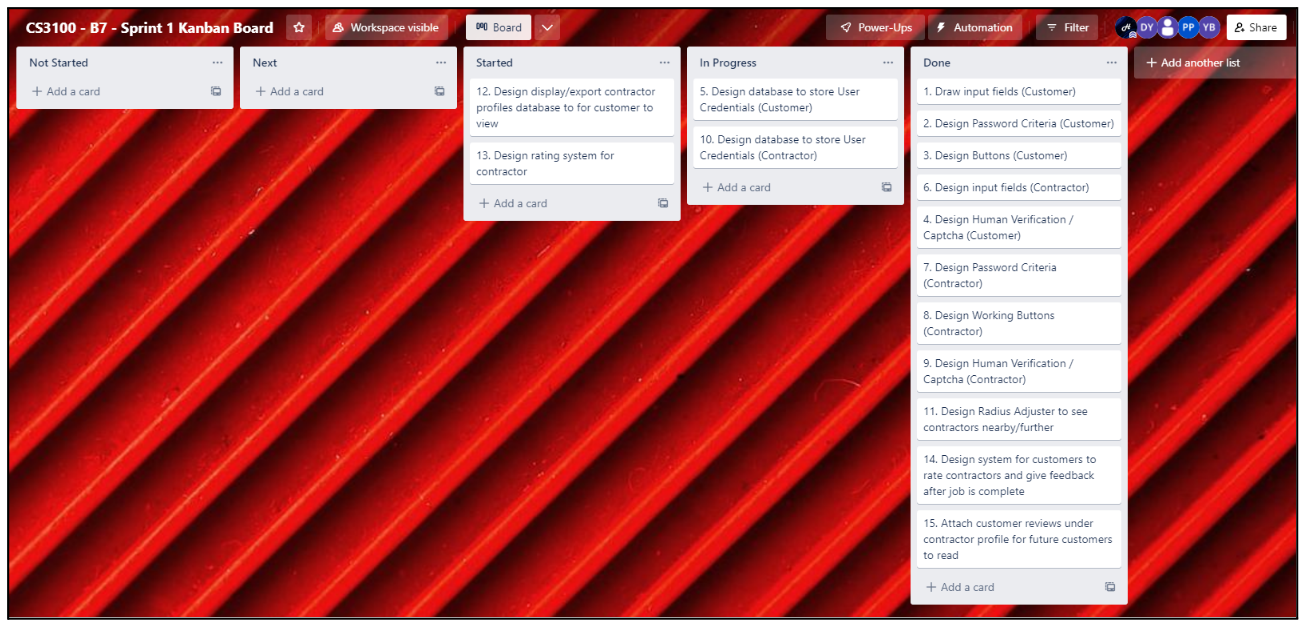 CS3100 - B7 - Sprint 1 Kanban Board
Workspace visible
Board
Power-Ups
Automation
Filter
DY
PP
YB
Share
Not Started
+ Add a card
Next
+ Add a card
Started
12. Design display/export contractor
profiles database to for customer to
view
13. Design rating system for
contractor
+ Add a card
In Progress
5. Design database to store User
Credentials (Customer)
10. Design database to store User
Credentials (Contractor)
+ Add a card
Done
1. Draw input fields (Customer)
2. Design Password Criteria (Customer)
3. Design Buttons (Customer)
6. Design input fields (Contractor)
4. Design Human Verification /
Captcha (Customer)
7. Design Password Criteria
(Contractor)
8. Design Working Buttons
(Contractor)
9. Design Human Verification /
Captcha (Contractor)
11. Design Radius Adjuster to see
contractors nearby/further
14. Design system for customers to
rate contractors and give feedback
after job is complete
15. Attach customer reviews under
contractor profile for future customers
to read
+ Add a card
+ Add another list